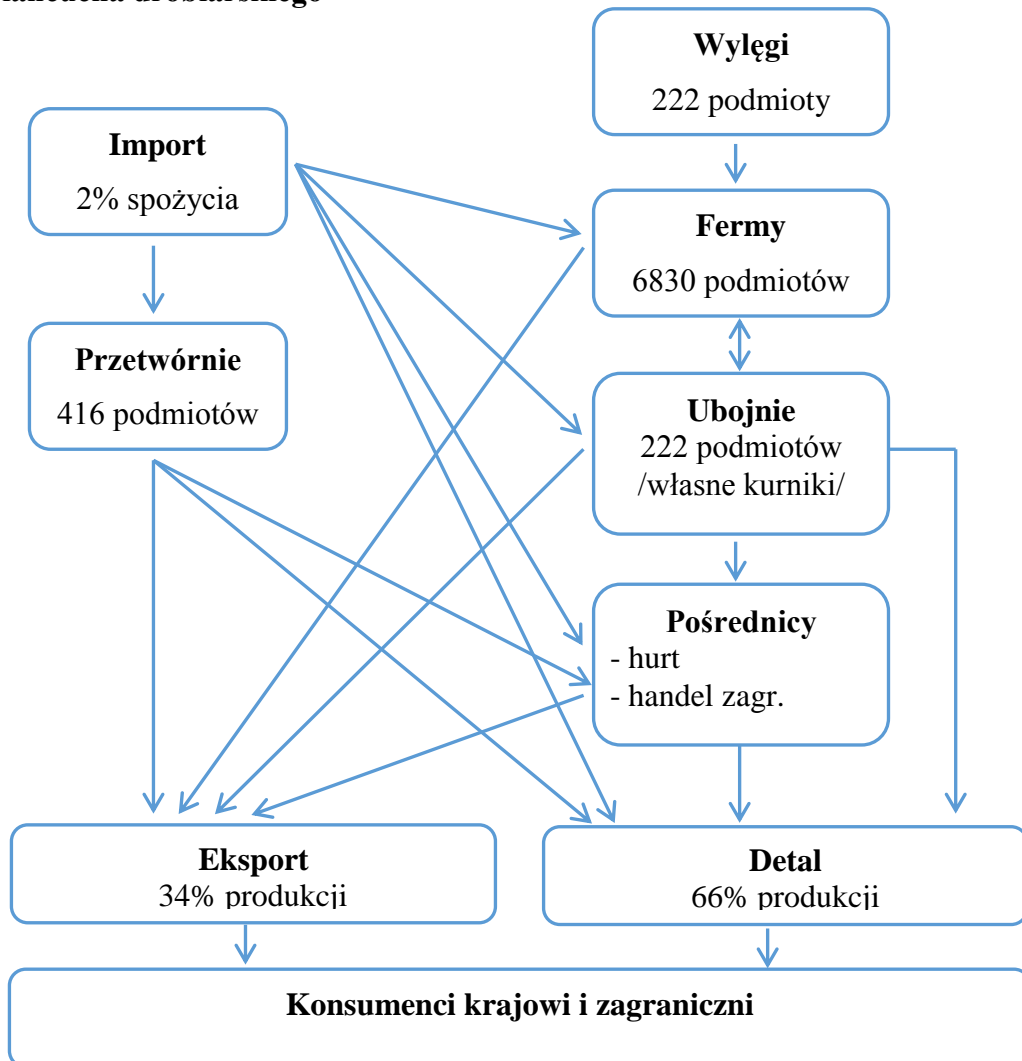 drobiarskiego
Wylęgi
222 podmioty
Import
2% spożycia
Fermy
6830 podmiotów
Przetwórnie
416 podmiotów
Ubojnie
222 podmiotów
/własne kurniki/
Pośrednicy
- hurt
- handel zagr.
Eksport
34% produkcji
Detal
66% produkcji
Konsumenci krajowi i zagraniczni